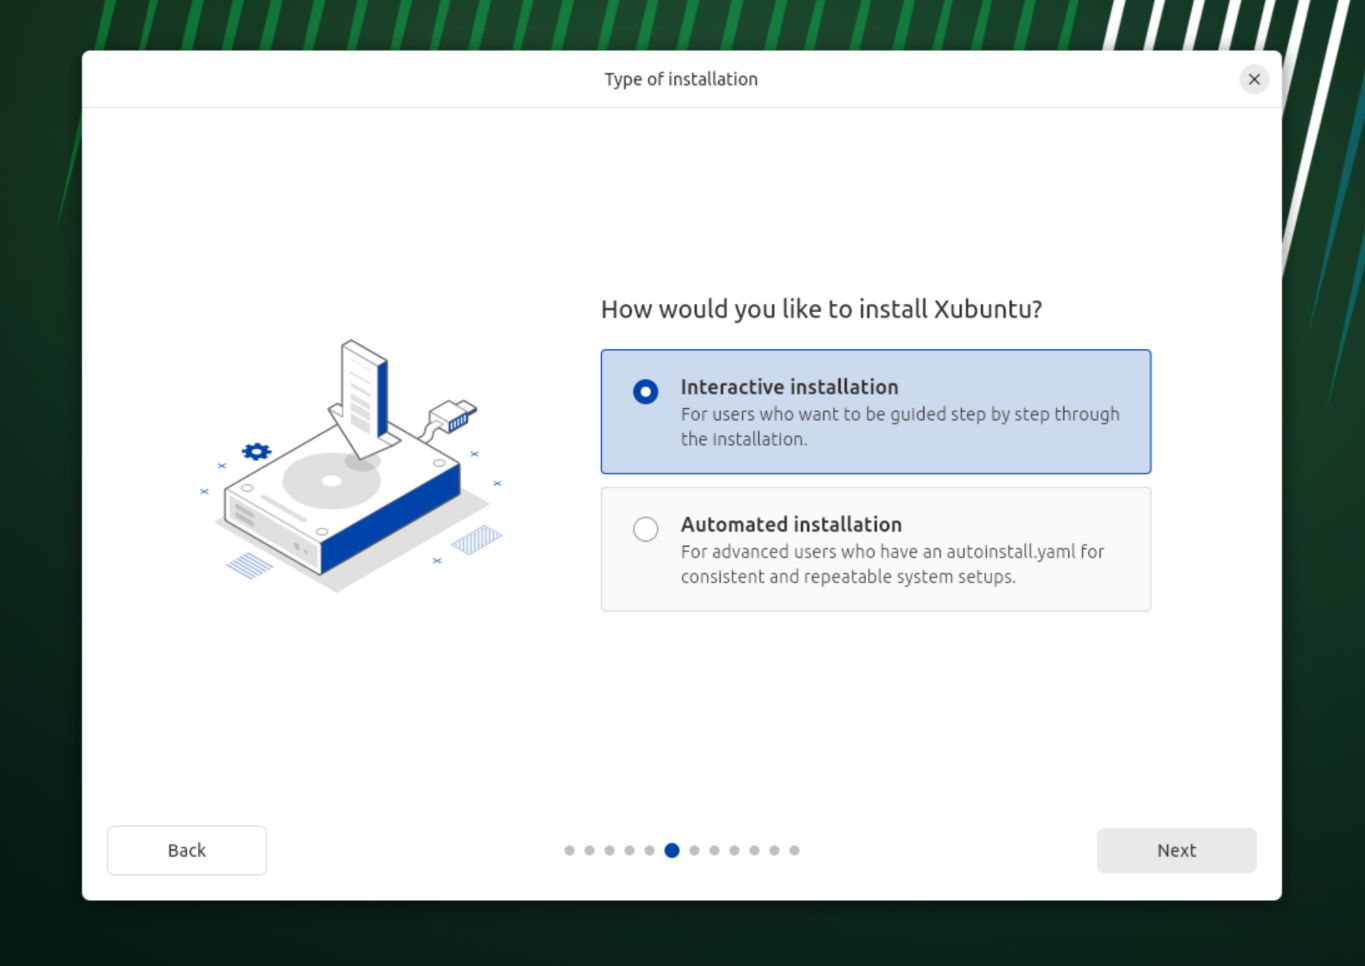 Type of installation
How would you like to install Xubuntu?
Interactive installation
For users who want to be guided step by step through
the installation.
Automated installation
For advanced users who have an autoinstall.yaml for
consistent and repeatable system setups.
Back
Next